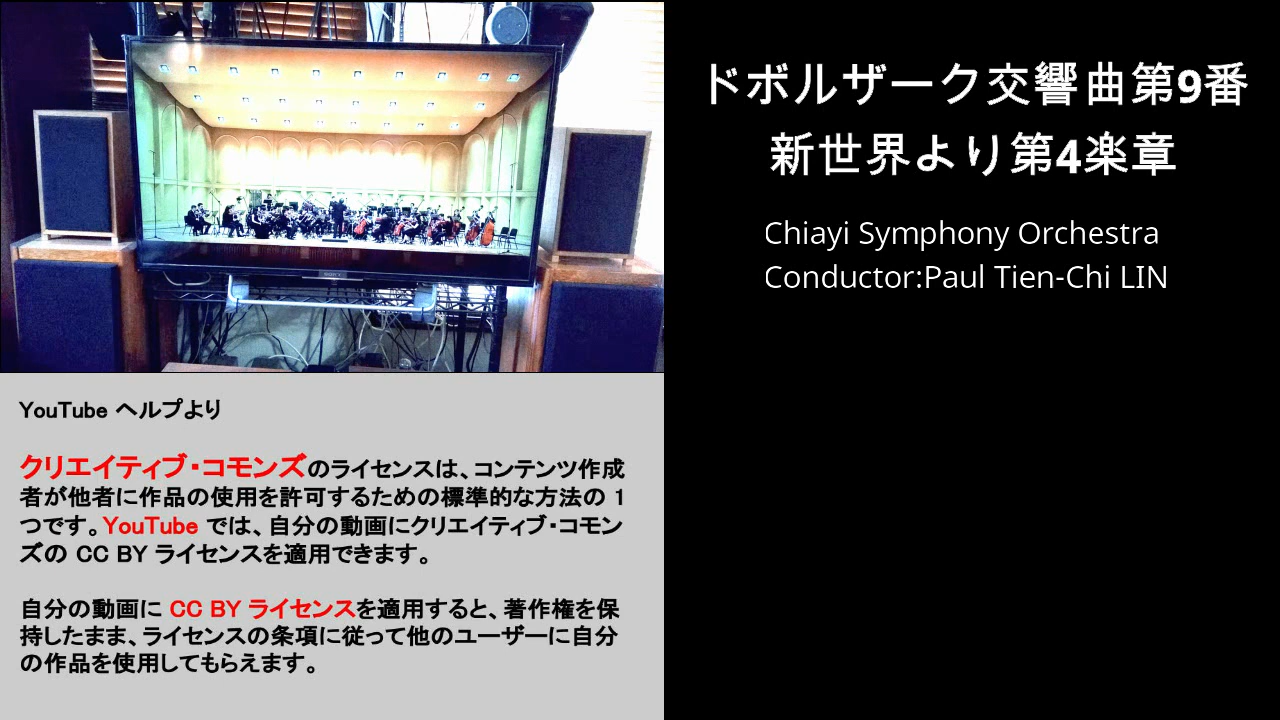 ドボルザーク交響曲第9番
新世界より第4楽章
Chiayi Symphony Orchestra
Conductor:Paul Tien-Chi LIN
SONY
YouTube ヘルプより
クリエイティブ・コモンズのライセンスは、コンテンツ作成
者が他者に作品の使用を許可するための標準的な方法の 1
つです。YouTube では、自分の動画にクリエイティブ・コモン
ズの CC BY ライセンスを適用できます。
自分の動画に CC BY ライセンスを適用すると、著作権を保
持したまま、ライセンスの条項に従って他のユーザーに自分
の作品を使用してもらえます。